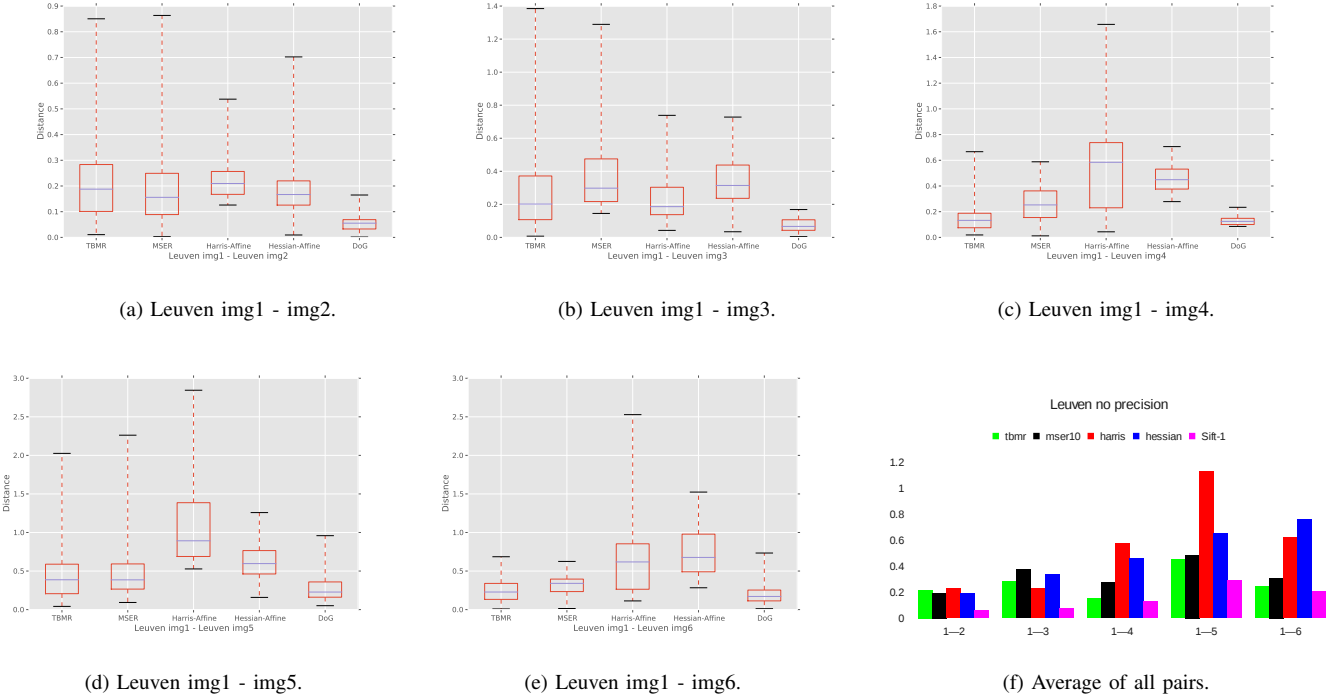 0.9
0.8
0.7
0.6
0.5
0.4
0.3
0.2
0.1
0.0
Distance
TBMR MSER Harris-Affine Hessian-Affine DoG
Leuven img1 - Leuven img2
(a) Leuven img1 - img2.
1.4
1.2
1.0
0.8
0.6
0.4
0.2
0.0
Distance
TBMR MSER Harris-Affine Hessian-Affine DoG
Leuven img1 - Leuven img3
(b) Leuven img1 - img3.
1.8
1.6
1.4
1.2
1.0
0.8
0.6
0.4
0.2
0.0
Distance
TBMR MSER Harris-Affine Hessian-Affine DoG
Leuven img1 - Leuven img4
(c) Leuven img1 - img4.
3.0
2.5
2.0
1.5
1.0
0.5
0.0
Distance
TBMR MSER Harris-Affine Hessian-Affine DoG
Leuven img1 - Leuven img5
(d) Leuven img1 - img5.
3.0
2.5
2.0
1.5
1.0
0.5
0.0
Distance
TBMR MSER Harris-Affine Hessian-Affine DoG
Leuven img1 - Leuven img6
(e) Leuven img1 - img6.
Leuven no precision
tbmr mser10 harris hessian Sift-1
1.2
1
0.8
0.6
0.4
0.2
0
1—2 1—3 1—4 1—5 1—6
(f) Average of all pairs.